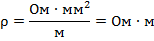 ρ = Ом · мм² / м = Ом · м